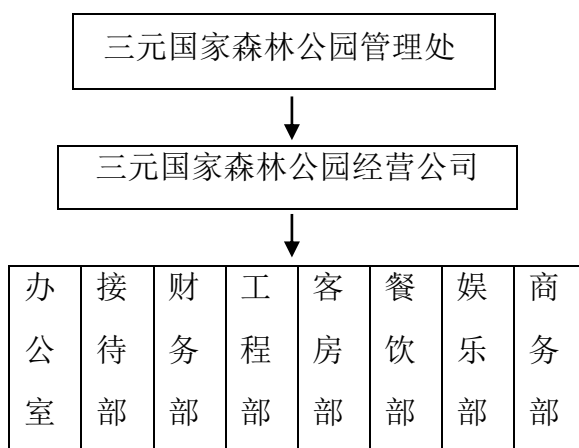 三元国家森林公园管理处
三元国家森林公园经营公司
办公室
接待部
财务部
工程部
客房部
餐饮部
娱乐部
商务部